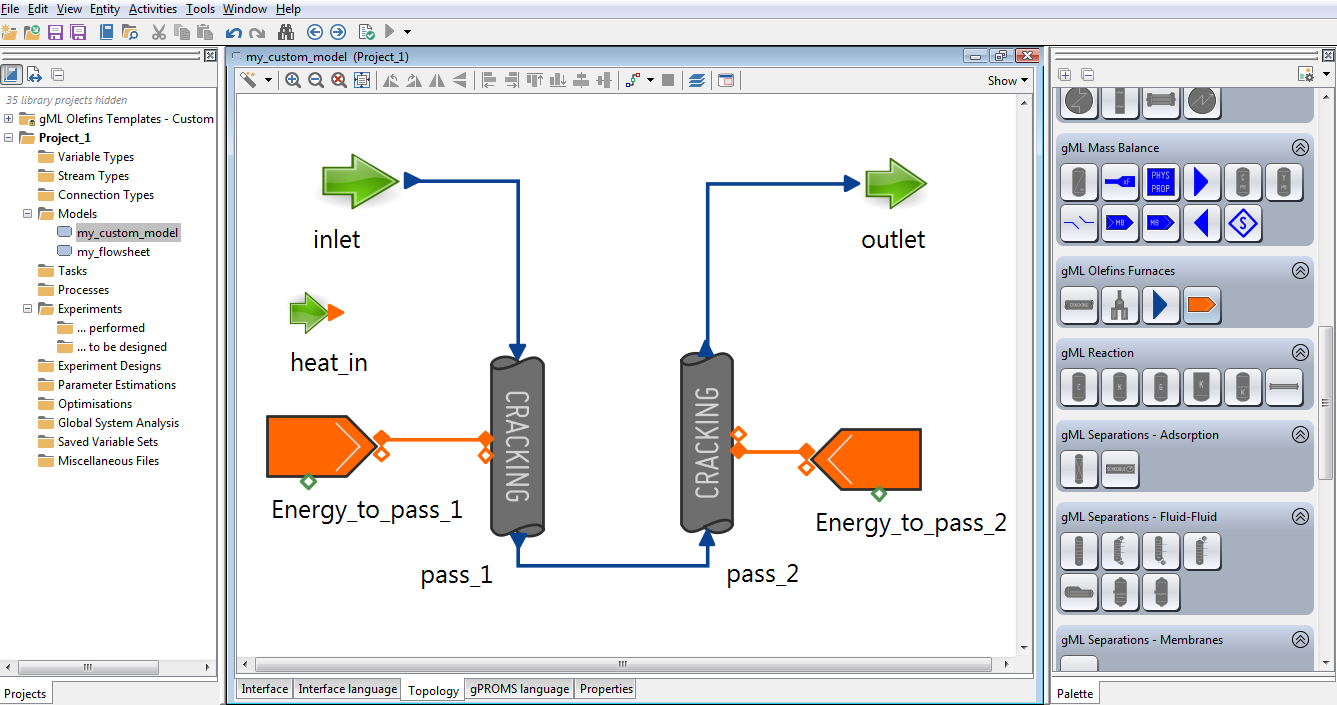 File Edit View Entity Activities Tools Window Help
my_custom_model (Project_1)
Show
35 library projects hidden
gML Olefins Templates - Custom
Project_1
Variable Types
Stream Types
Connection Types
Models
my_custom_model
my_flowsheet
Tasks
Processes
Experiments
... performed
... to be designed
Experiment Designs
Parameter Estimations
Optimisations
Global System Analysis
Saved Variable Sets
Miscellaneous Files
Projects
inlet
outlet
heat_in
CRACKING
CRACKING
Energy_to_pass_1
Energy_to_pass_2
pass_1
pass_2
Interface Interface language Topology gPROMS language Properties
gML Mass Balance
xF PHYS PROP
MB MB S
gML Olefins Furnaces
CRACKING
gML Reaction
C K G K
gML Separations - Adsorption
SCHEDULE
gML Separations - Fluid-Fluid
gML Separations - Membranes
Palette